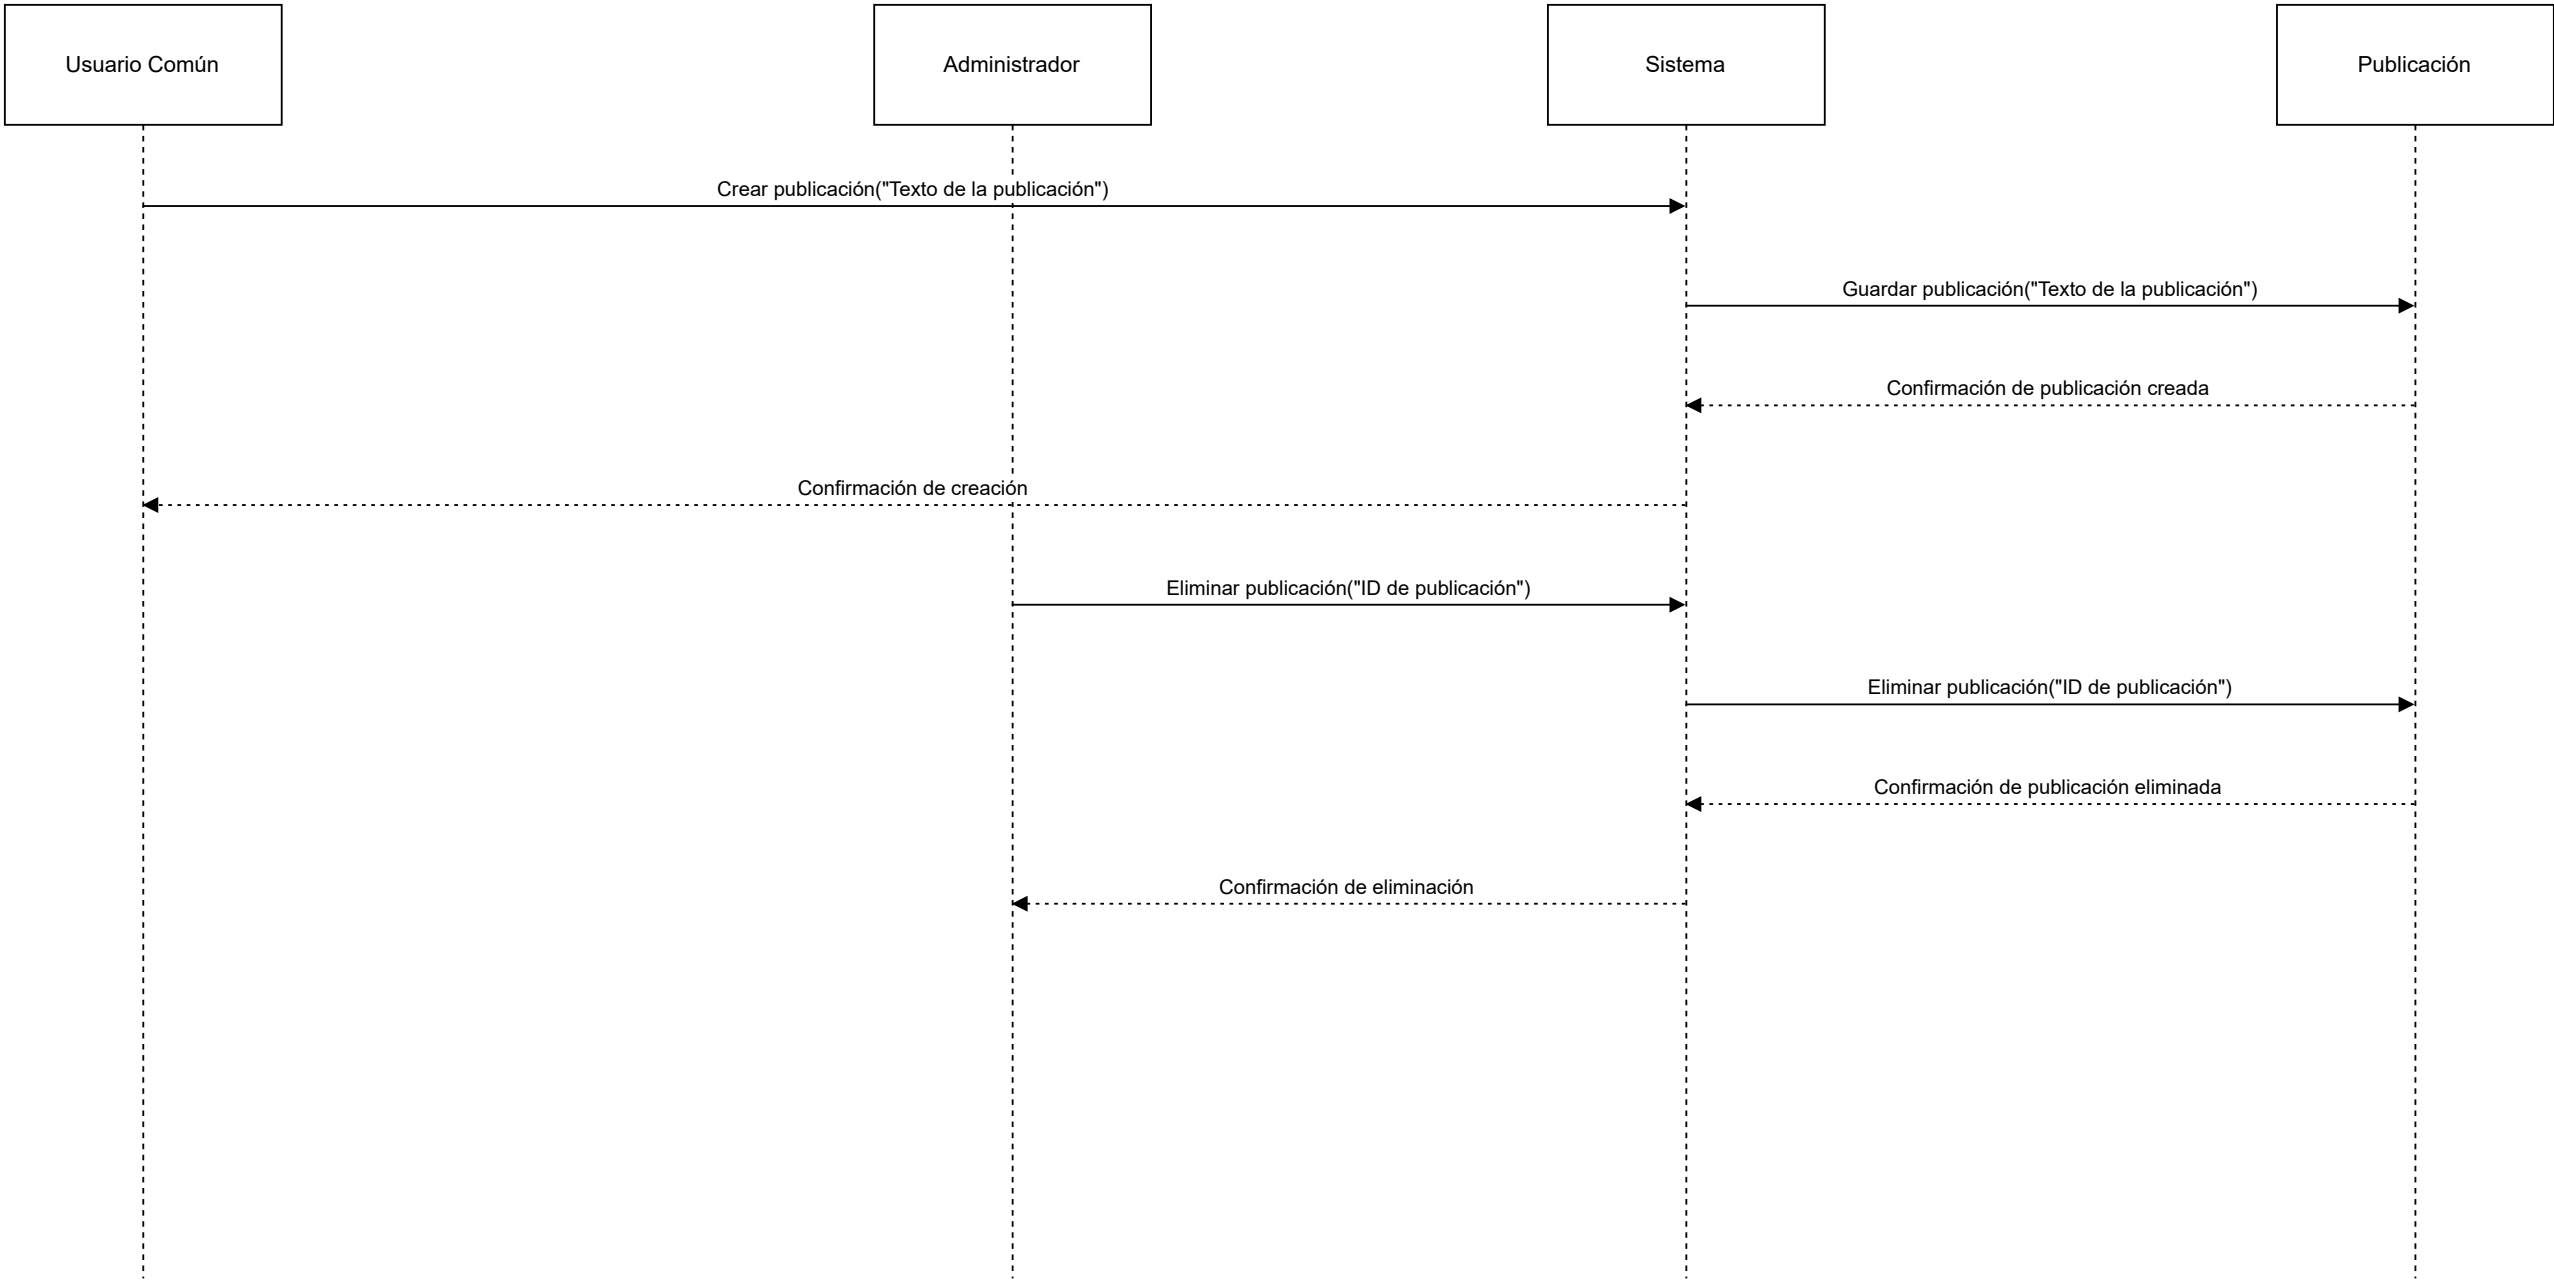 Usuario Común
Administrador
Sistema
Publicación
Crear publicación("Texto de la publicación")
Guardar publicación("Texto de la publicación")
Confirmación de publicación creada
Confirmación de creación
Eliminar publicación("ID de publicación")
Eliminar publicación("ID de publicación")
Confirmación de publicación eliminada
Confirmación de eliminación